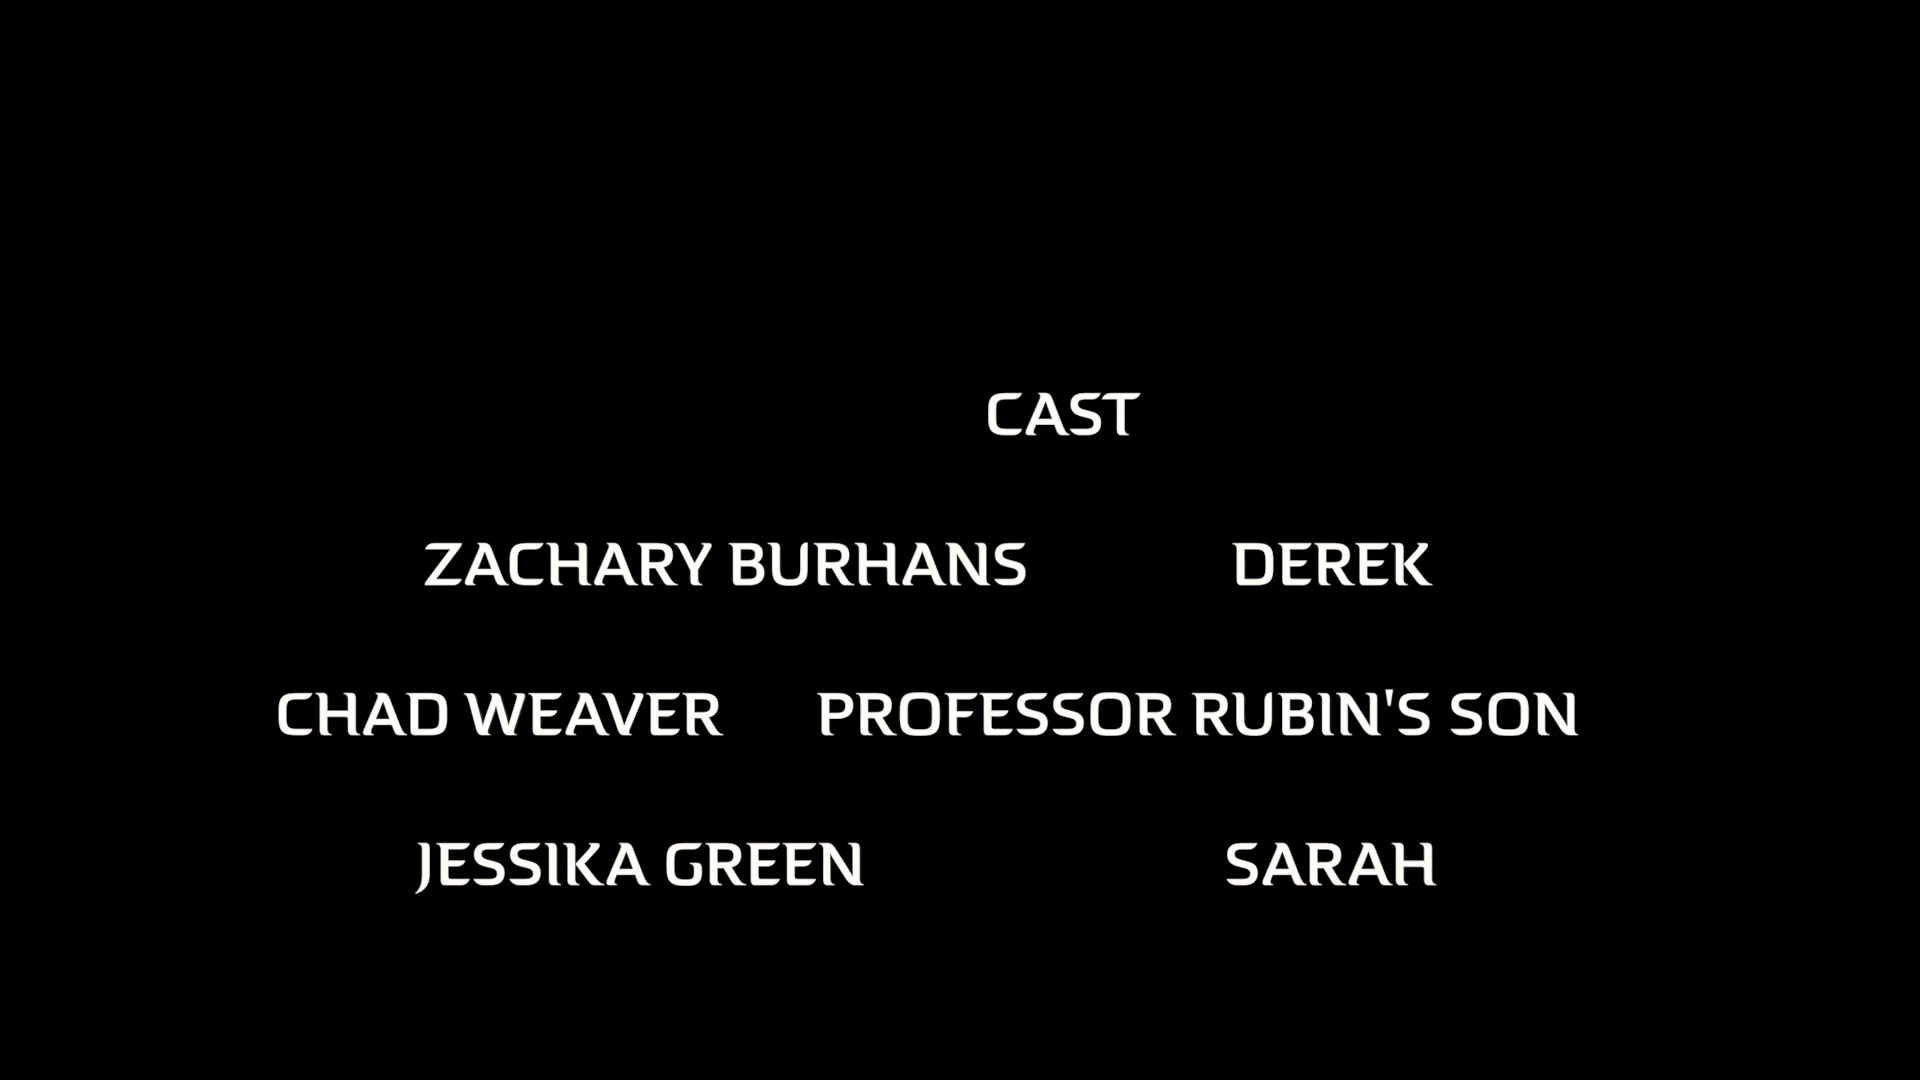 CAST
ZACHARY BURHANS DEREK
CHAD WEAVER PROFESSOR RUBIN'S SON
JESSIKA GREEN SARAH